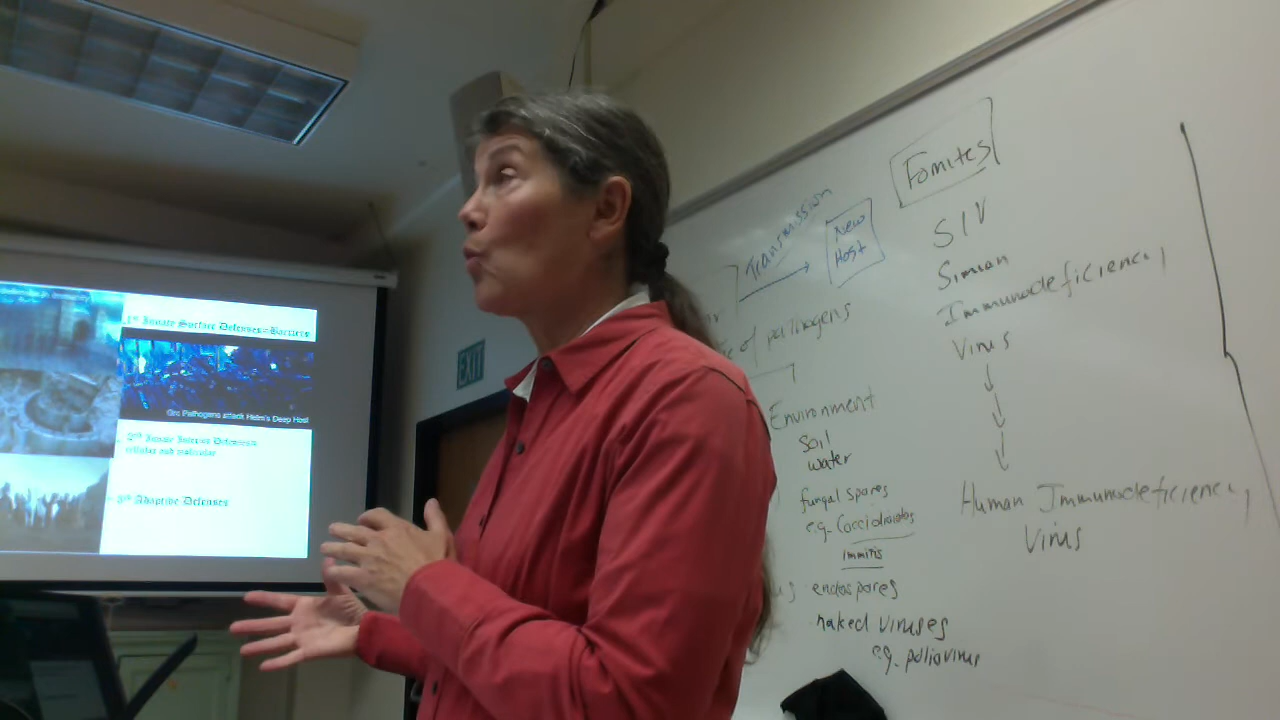 1st Innate Surface Defenses=Barriers
Orc Pathogens attack Helm's Deep Host
2nd Innate Interior Defenses=
cellular and molecular
3rd Adaptive Defenses
EXIT
Transmission
New
Host
of pathogens
Environment
Soil
water
fungal spores
e.g. Coccidioides
immitis
endospores
naked viruses
e.g. poliovirus
Fomites
SIV
Simian
Immunodeficiency
Virus
Human Immunodeficiency
Virus